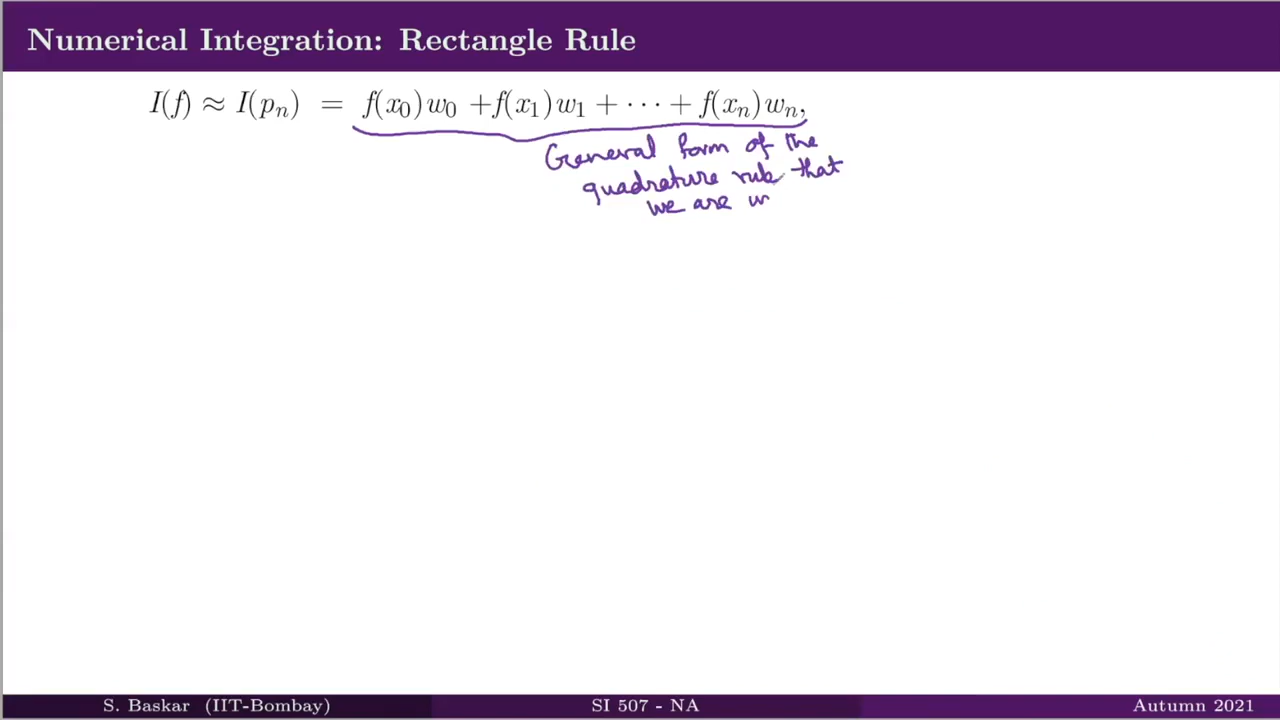 Numerical Integration: Rectangle Rule
I(f) ≈ I(pₙ) = f(x₀)w₀ +f(x₁)w₁ + ··· + f(xₙ)wₙ,
General form of the
quadrature rule that
we are w
S. Baskar (IIT-Bombay) SI 507 - NA Autumn 2021